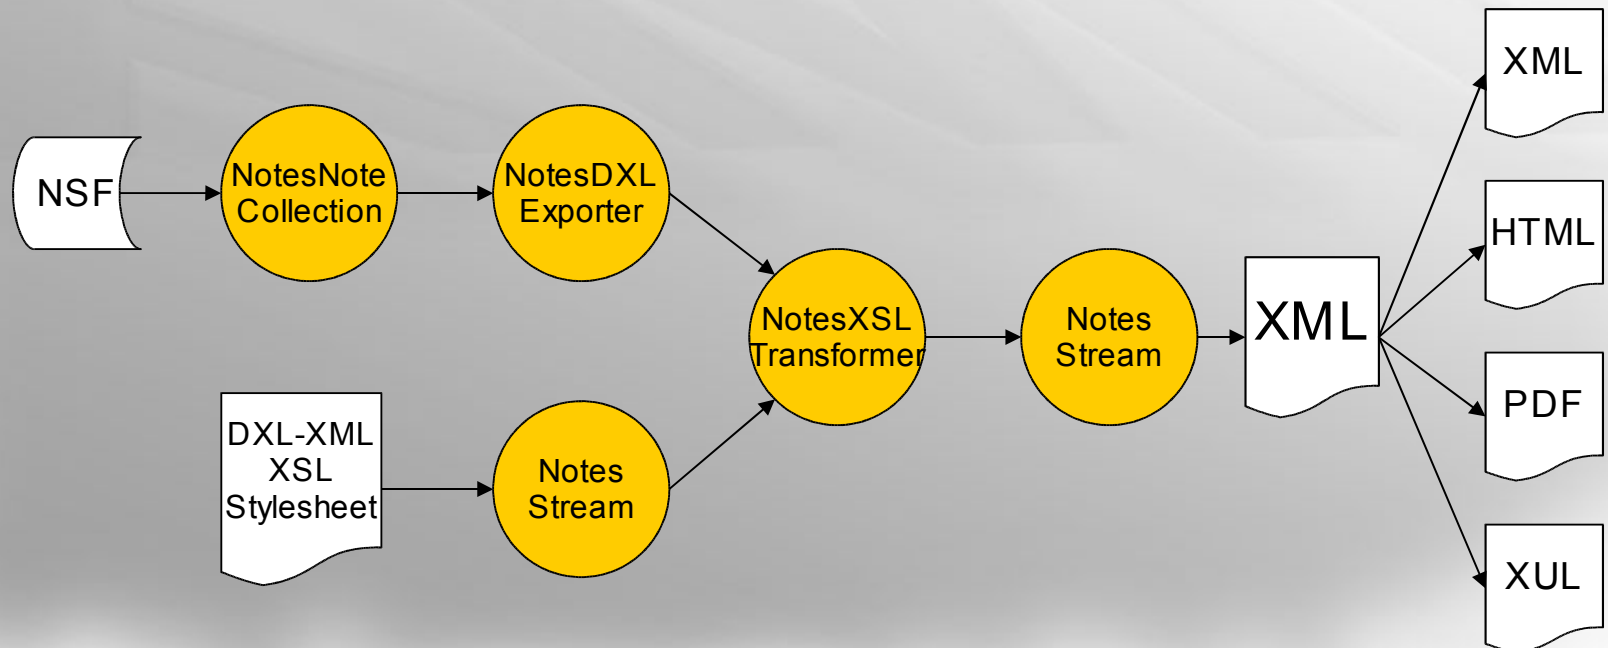 NSF
NotesNote
Collection
NotesDXL
Exporter
DXL-XML
XSL
Stylesheet
Notes
Stream
NotesXSL
Transformer
Notes
Stream
XML
XML
HTML
PDF
XUL